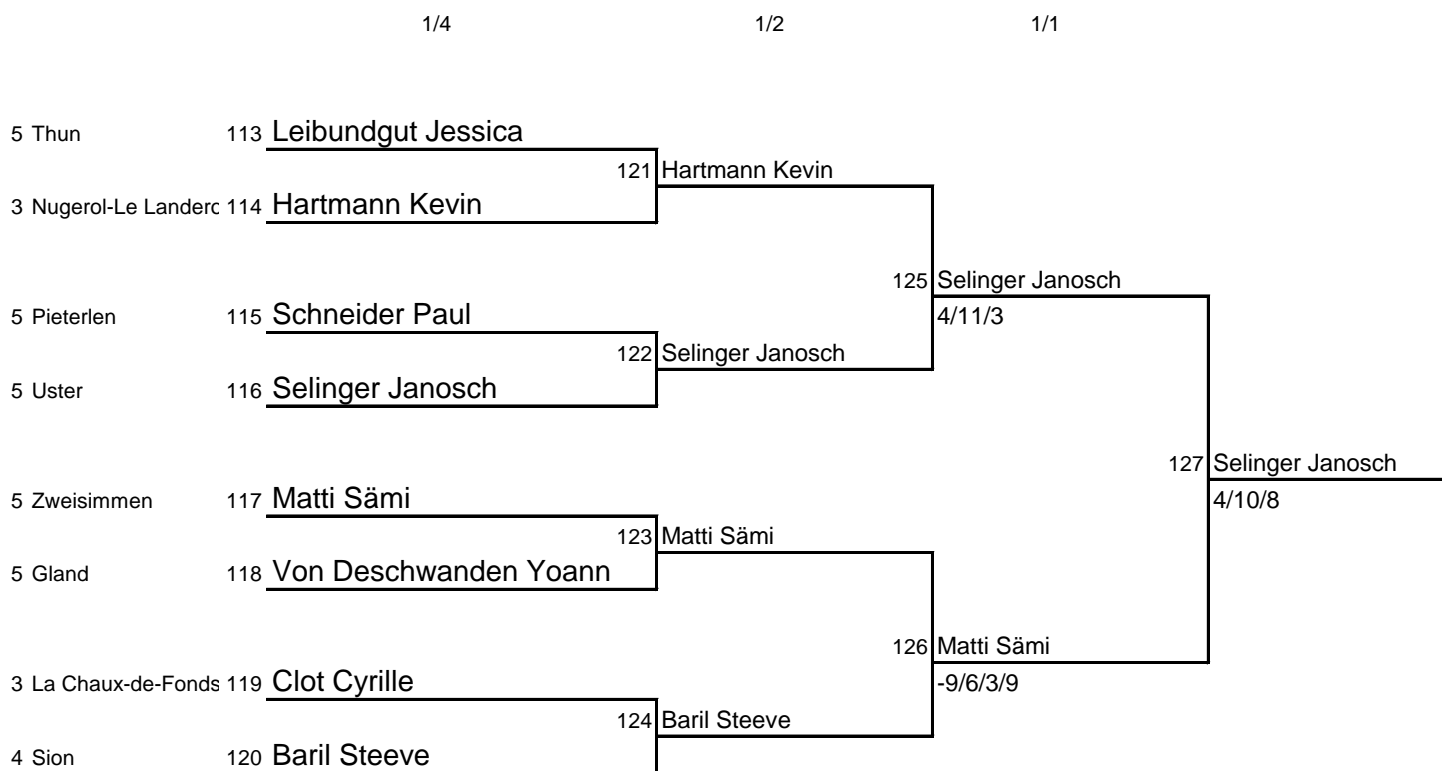 1/4 1/2 1/1
5 Thun 113 Leibundgut Jessica
121 Hartmann Kevin
3 Nugerol-Le Landero 114 Hartmann Kevin
125 Selinger Janosch
5 Pieterlen 115 Schneider Paul 4/11/3
122 Selinger Janosch
5 Uster 116 Selinger Janosch
127 Selinger Janosch
5 Zweisimmen 117 Matti Sämi 4/10/8
123 Matti Sämi
5 Gland 118 Von Deschwanden Yoann
126 Matti Sämi
3 La Chaux-de-Fonds 119 Clot Cyrille -9/6/3/9
124 Baril Steeve
4 Sion 120 Baril Steeve